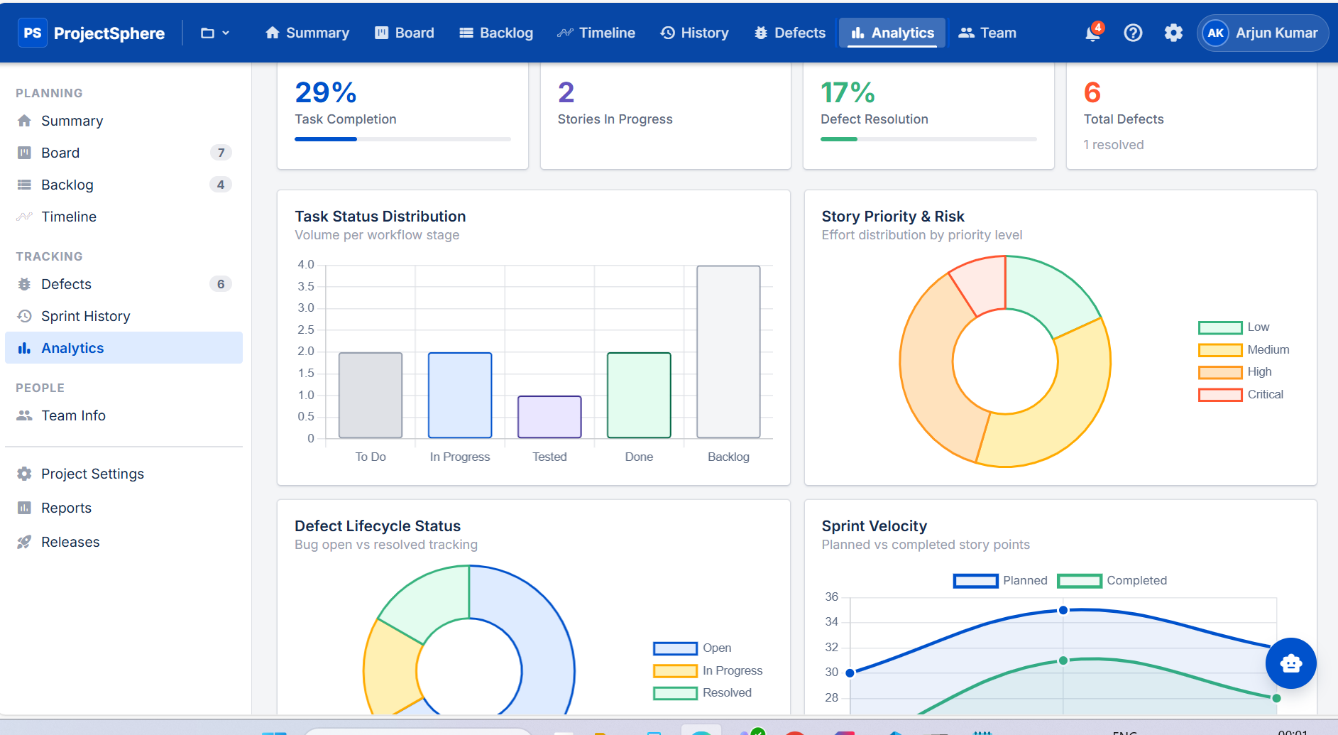 PS ProjectSphere Summary Board Backlog Timeline History Defects Analytics Team 4 AK Arjun Kumar
PLANNING
Summary
Board 7
Backlog 4
Timeline
TRACKING
Defects 6
Sprint History
Analytics
PEOPLE
Team Info
Project Settings
Reports
Releases
29%
Task Completion
2
Stories In Progress
17%
Defect Resolution
6
Total Defects
1 resolved
Task Status Distribution
Volume per workflow stage
4.0
3.5
3.0
2.5
2.0
1.5
1.0
0.5
0
To Do In Progress Tested Done Backlog
Story Priority & Risk
Effort distribution by priority level
Low
Medium
High
Critical
Defect Lifecycle Status
Bug open vs resolved tracking
Open
In Progress
Resolved
Sprint Velocity
Planned vs completed story points
Planned Completed
36
34
32
30
28